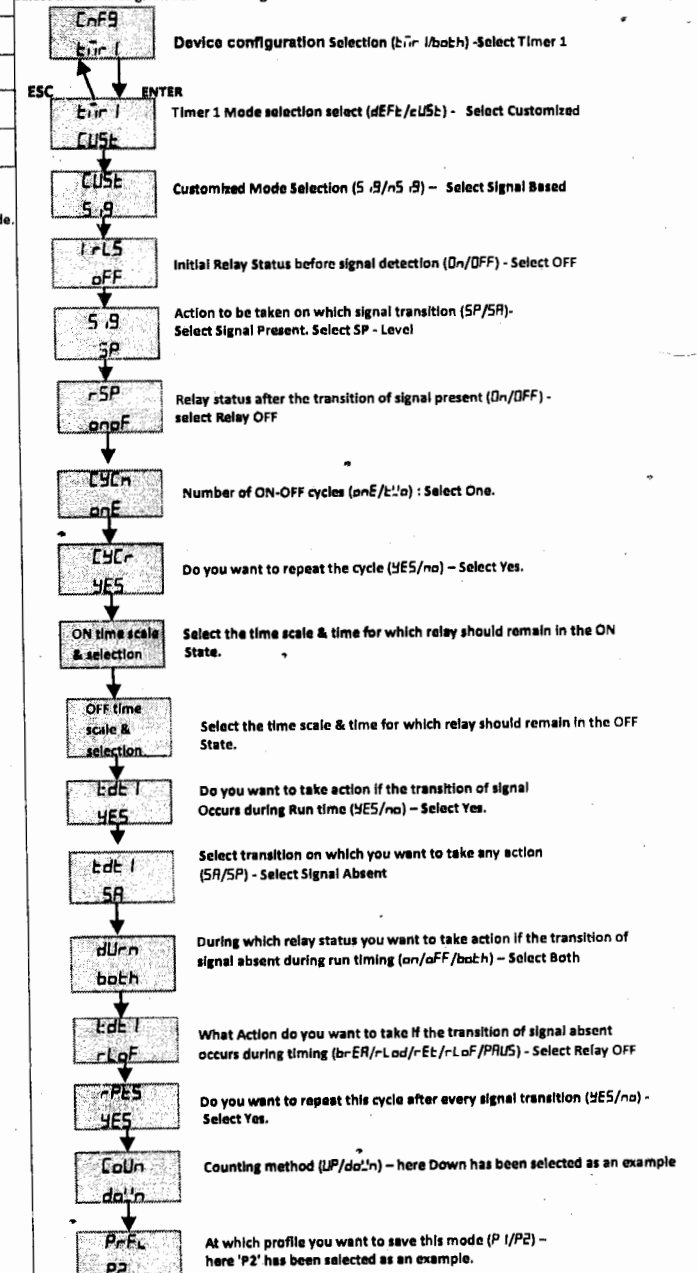 CnF9
tmr 1
Device configuration Selection (tmr 1/both) -Select Timer 1
ESC
ENTER
tmr 1
CUSt
Timer 1 Mode selection select (dEFt/cUSt) - Select Customized
CUSt
S ig
Customized Mode Selection (S ig/nS ig) – Select Signal Based
IrLS
oFF
Initial Relay Status before signal detection (On/OFF) - Select OFF
S ig
SP
Action to be taken on which signal transition (SP/SA)-
Select Signal Present. Select SP - Level
rSP
onoF
Relay status after the transition of signal present (On/OFF) -
select Relay OFF
CYCn
onE
Number of ON-OFF cycles (onE/two) : Select One.
CYCr
YES
Do you want to repeat the cycle (YES/no) – Select Yes.
ON time scale
& selection
Select the time scale & time for which relay should remain in the ON
State.
OFF time
scale &
selection
Select the time scale & time for which relay should remain in the OFF
State.
tdt 1
YES
Do you want to take action if the transition of signal
Occurs during Run time (YES/no) – Select Yes.
tdt 1
SA
Select transition on which you want to take any action
(SA/SP) - Select Signal Absent
dUrn
both
During which relay status you want to take action if the transition of
signal absent during run timing (on/oFF/both) – Select Both
tdt 1
rLoF
What Action do you want to take if the transition of signal absent
occurs during timing (brEA/rLod/rEt/rLoF/PAUS) - Select Relay OFF
rPtS
YES
Do you want to repeat this cycle after every signal transition (YES/no) -
Select Yes.
CoUn
down
Counting method (UP/down) – here Down has been selected as an example
PrFL
P2
At which profile you want to save this mode (P 1/P2) –
here 'P2' has been selected as an example.